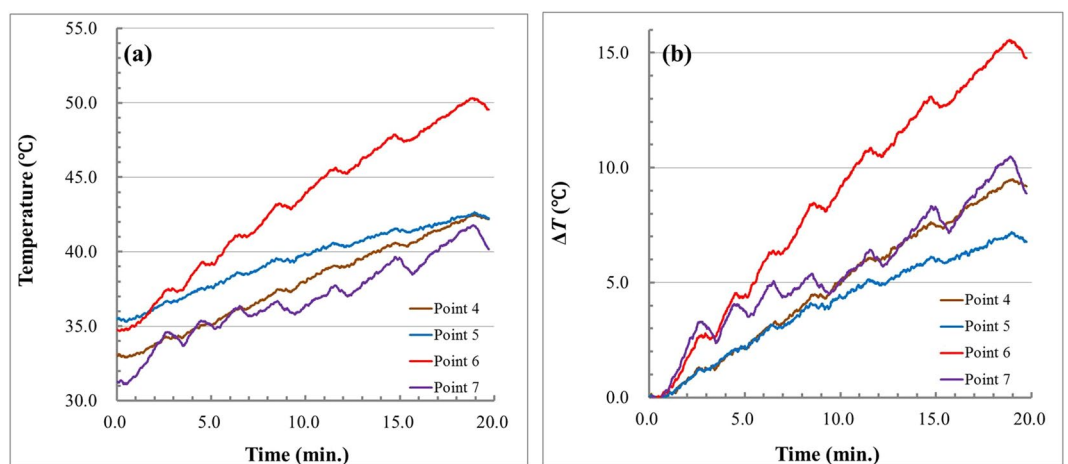 (a)
Temperature (°C)
55.0
50.0
45.0
40.0
35.0
30.0
0.0 5.0 10.0 15.0 20.0
Time (min.)
Point 4
Point 5
Point 6
Point 7
(b)
ΔT (°C)
15.0
10.0
5.0
0.0
0.0 5.0 10.0 15.0 20.0
Time (min.)
Point 4
Point 5
Point 6
Point 7